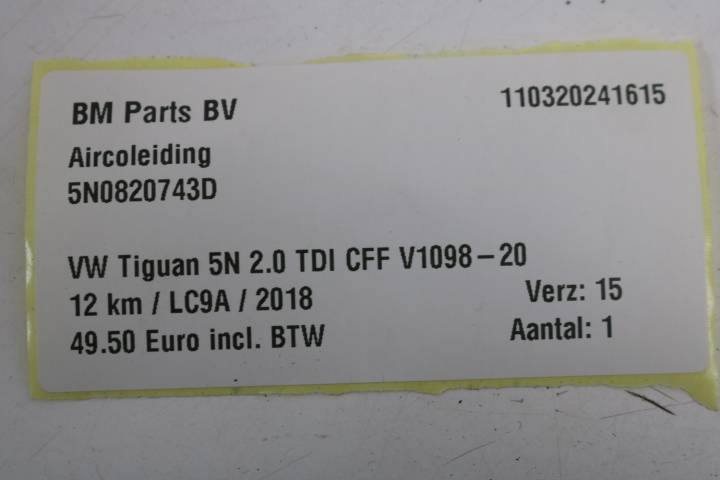 BM Parts BV 110320241615
Aircoleiding
5N0820743D
VW Tiguan 5N 2.0 TDI CFF V1098-20
12 km / LC9A / 2018 Verz: 15
49.50 Euro incl. BTW Aantal: 1